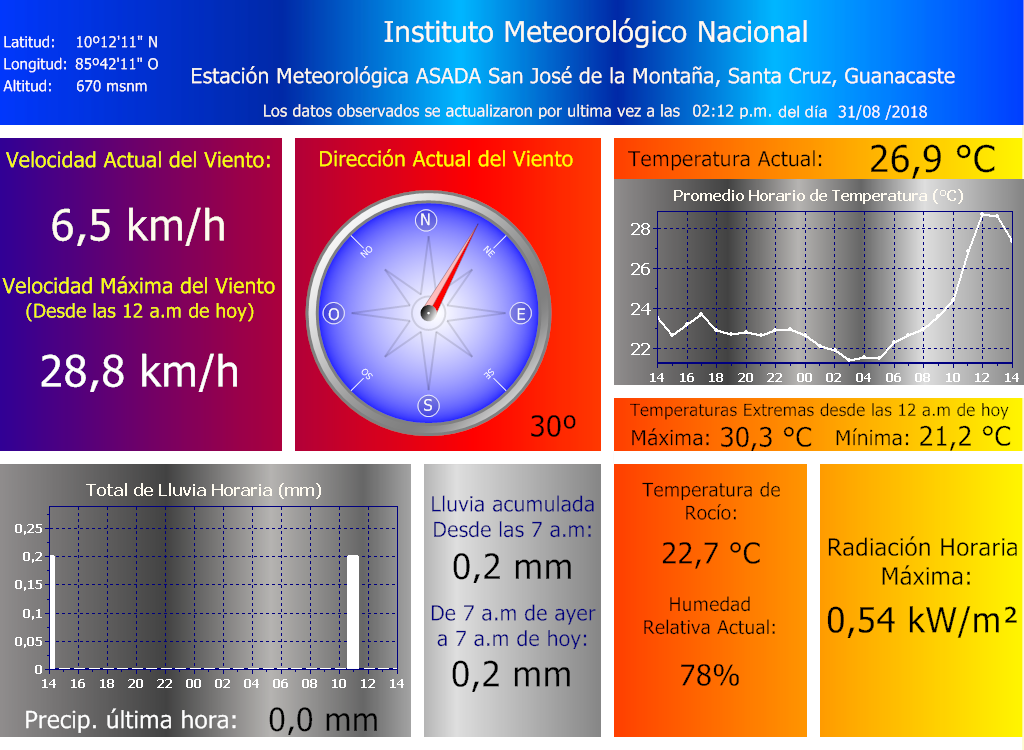 Instituto Meteorológico Nacional
Latitud: 10º12'11" N
Longitud: 85º42'11" O
Altitud: 670 msnm
Estación Meteorológica ASADA San José de la Montaña, Santa Cruz, Guanacaste
Los datos observados se actualizaron por ultima vez a las 02:12 p.m. del día 31/08 /2018
Velocidad Actual del Viento:
6,5 km/h
Velocidad Máxima del Viento
(Desde las 12 a.m de hoy)
28,8 km/h
Dirección Actual del Viento
N
NO
NE
O
E
SO
SE
S
30º
Temperatura Actual: 26,9 °C
Promedio Horario de Temperatura (°C)
28
26
24
22
14 16 18 20 22 00 02 04 06 08 10 12 14
Temperaturas Extremas desde las 12 a.m de hoy
Máxima: 30,3 °C Mínima: 21,2 °C
Total de Lluvia Horaria (mm)
0,25
0,2
0,15
0,1
0,05
0
14 16 18 20 22 00 02 04 06 08 10 12 14
Precip. última hora: 0,0 mm
Lluvia acumulada
Desde las 7 a.m:
0,2 mm
De 7 a.m de ayer
a 7 a.m de hoy:
0,2 mm
Temperatura de
Rocío:
22,7 °C
Humedad
Relativa Actual:
78%
Radiación Horaria
Máxima:
0,54 kW/m²